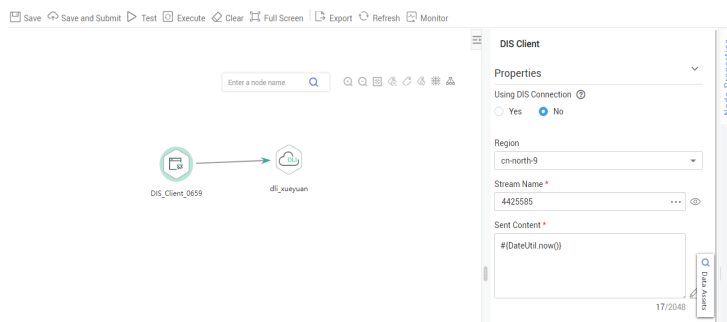 Save Save and Submit Test Execute Clear Full Screen Export Refresh Monitor
DIS Client
Properties
Enter a node name
Using DIS Connection
Yes No
Region
cn-north-9
DLI
DIS_Client_0659
dli_xueyuan
Stream Name *
4425585
Sent Content *
#{DateUtil.now()}
Data Assets
17/2048